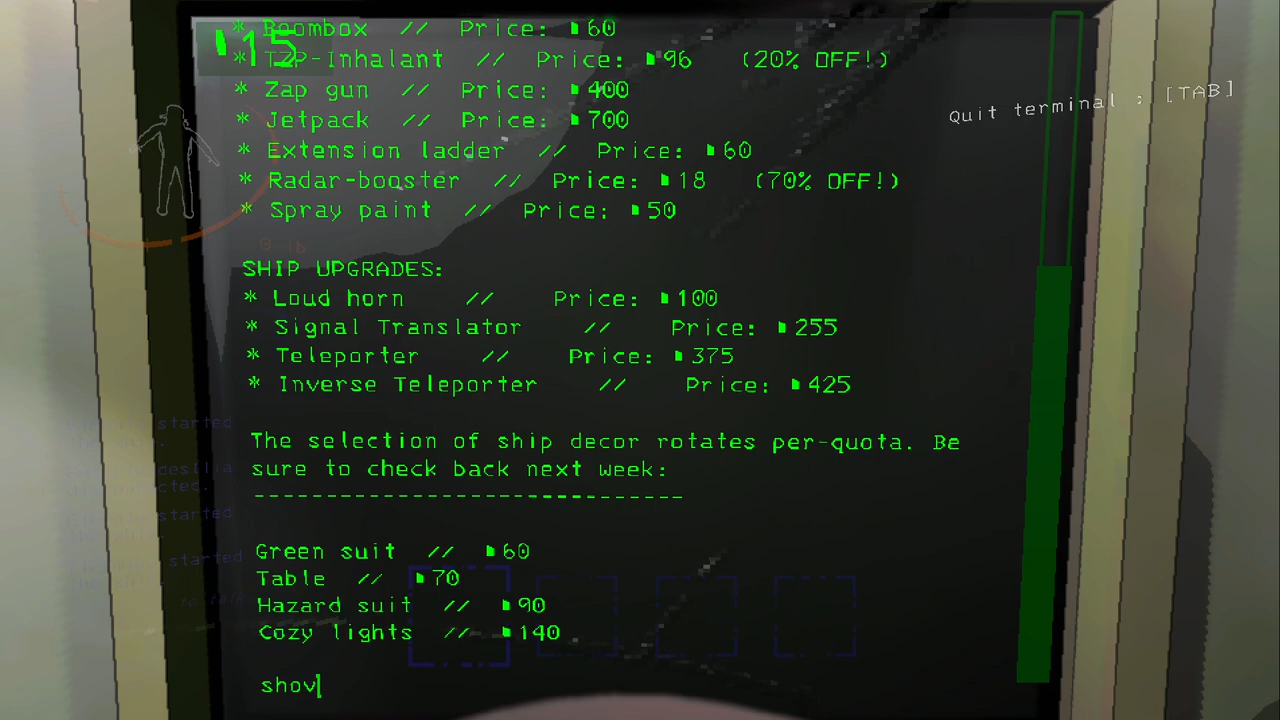 * Boombox // Price: ▮60
▮15
* TZP-Inhalant // Price: ▮96 (20% OFF!)
* Zap gun // Price: ▮400
* Jetpack // Price: ▮700
Quit terminal : [TAB]
* Extension ladder // Price: ▮60
* Radar-booster // Price: ▮18 (70% OFF!)
* Spray paint // Price: ▮50
0 lb
SHIP UPGRADES:
* Loud horn // Price: ▮100
* Signal Translator // Price: ▮255
* Teleporter // Price: ▮375
* Inverse Teleporter // Price: ▮425
The selection of ship decor rotates per-quota. Be
sure to check back next week:
------------------------------
Green suit // ▮60
Table // ▮70
Hazard suit // ▮90
Cozy lights // ▮140
shov